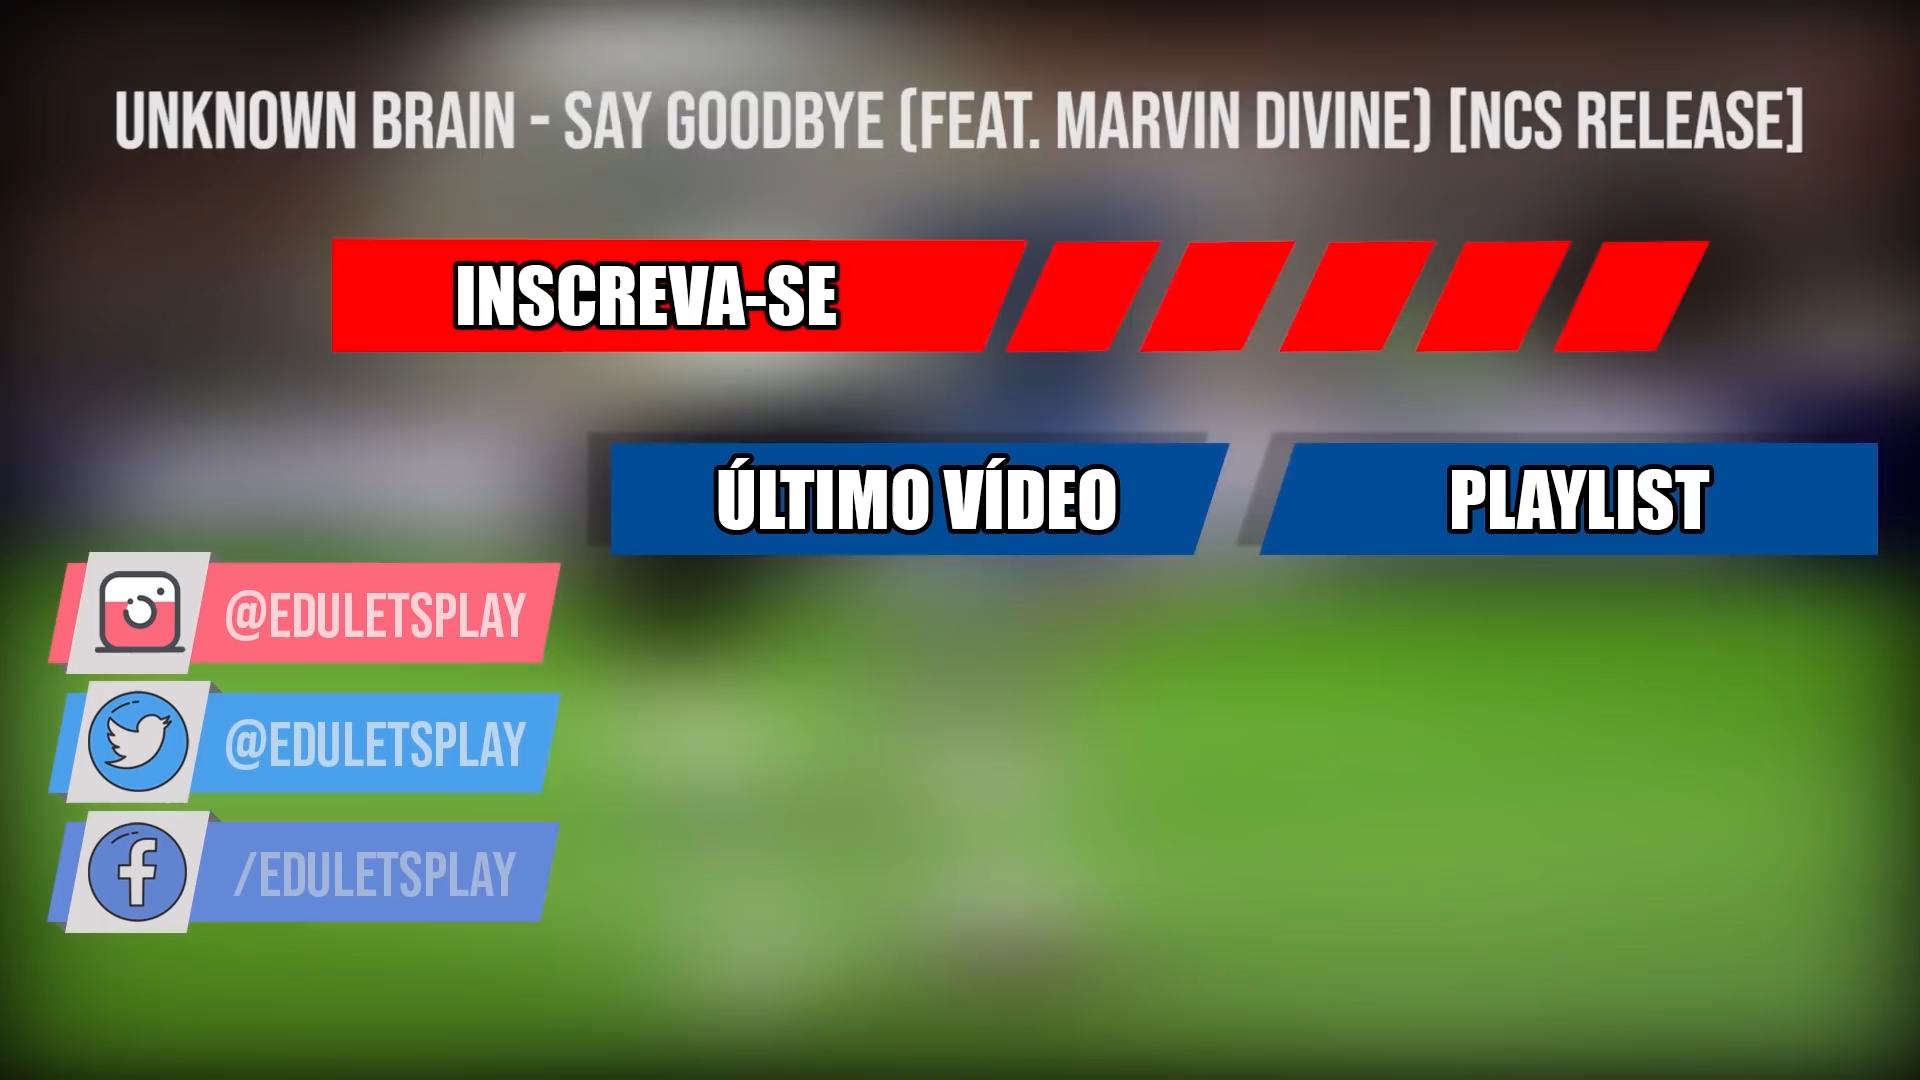 UNKNOWN BRAIN - SAY GOODBYE (FEAT. MARVIN DIVINE) [NCS RELEASE]
INSCREVA-SE
ÚLTIMO VÍDEO
PLAYLIST
@EDULETSPLAY
@EDULETSPLAY
/EDULETSPLAY